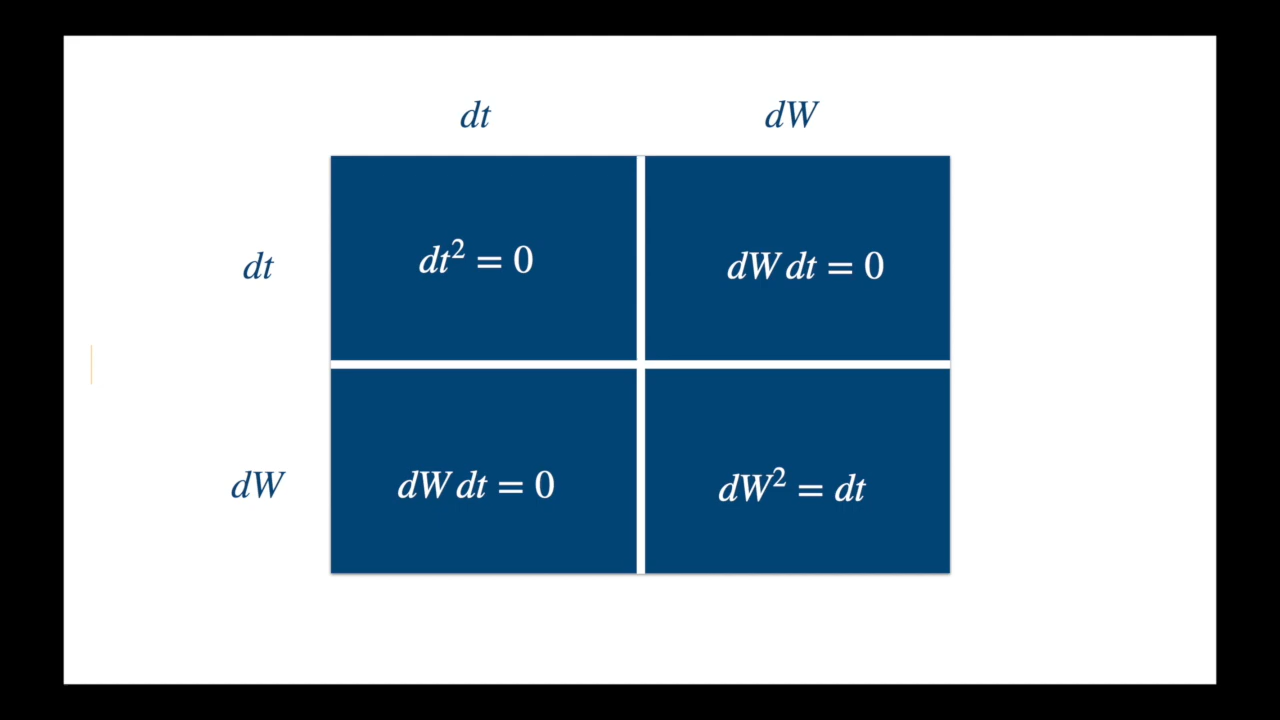 dt dW
dt dt² = 0 dW dt = 0
dW dW dt = 0 dW² = dt